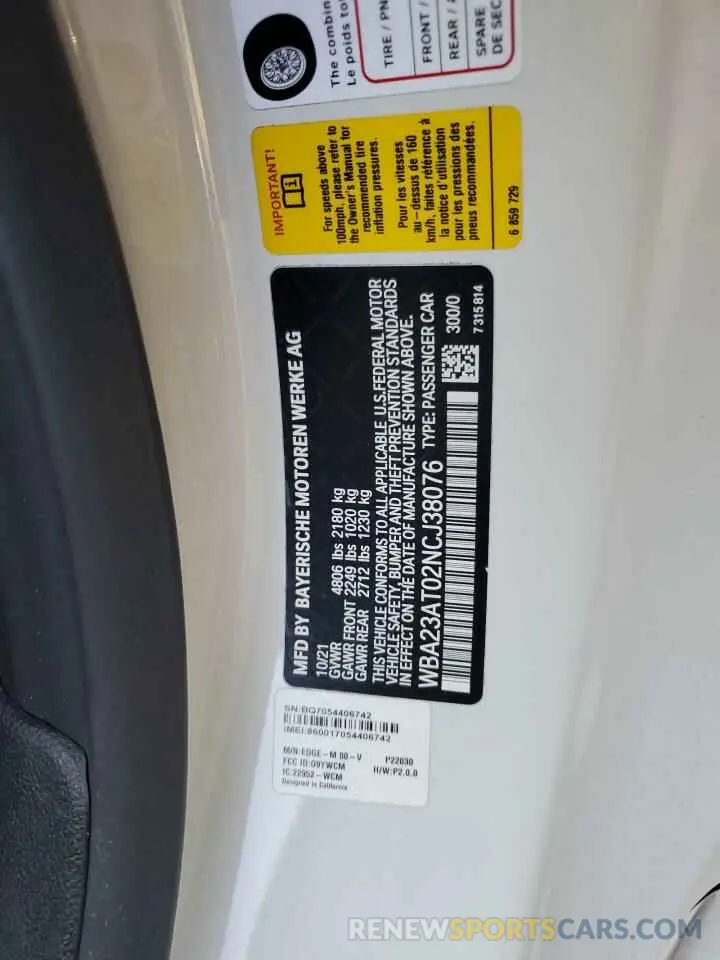 The combin
Le poids tot
TIRE / PN
FRONT /
REAR /
SPARE
DE SEC
IMPORTANT!
i
For speeds above
100mph, please refer to
the Owner's Manual for
recommended tire
inflation pressures.
Pour les vitesses
au-dessus de 160
km/h, faites référence à
la notice d'utilisation
pour les pressions des
pneus recommandées.
6 859 729
MFD BY BAYERISCHE MOTOREN WERKE AG
10/21
GVWR 4806 lbs 2180 kg
GAWR FRONT 2249 lbs 1020 kg
GAWR REAR 2712 lbs 1230 kg
THIS VEHICLE CONFORMS TO ALL APPLICABLE U.S.FEDERAL MOTOR
VEHICLE SAFETY, BUMPER AND THEFT PREVENTION STANDARDS
IN EFFECT ON THE DATE OF MANUFACTURE SHOWN ABOVE.
WBA23AT02NCJ38076 TYPE: PASSENGER CAR
300/0
7 315 814
SN:BQ7054406742
IMEI:860017054406742
M/N:EDGE-M 00-V P22030
FCC ID:O9YWCM H/W:P2.0.0
IC:22952-WCM
Designed in California
RENEWSPORTSCARS.COM